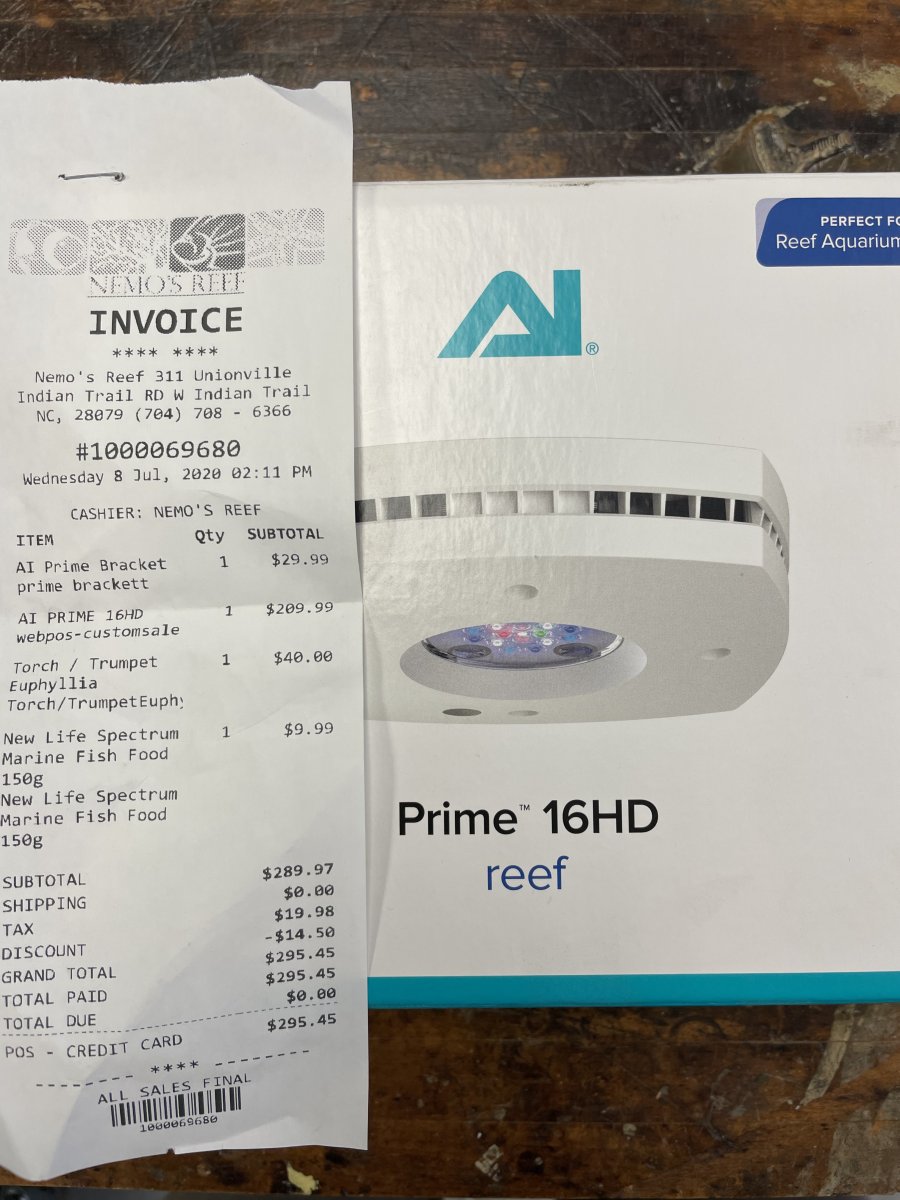 NEMO'S REEF
INVOICE
**** ****
Nemo's Reef 311 Unionville
Indian Trail RD W Indian Trail
NC, 28079 (704) 708 - 6366
#1000069680
Wednesday 8 Jul, 2020 02:11 PM
CASHIER: NEMO'S REEF
ITEM Qty SUBTOTAL
AI Prime Bracket 1 $29.99
prime brackett
AI PRIME 16HD 1 $209.99
webpos-customsale
Torch / Trumpet 1 $40.00
Euphyllia
Torch/TrumpetEuphy
New Life Spectrum 1 $9.99
Marine Fish Food
150g
New Life Spectrum
Marine Fish Food
150g
SUBTOTAL $289.97
SHIPPING $0.00
TAX $19.98
DISCOUNT -$14.50
GRAND TOTAL $295.45
TOTAL PAID $295.45
TOTAL DUE $0.00
POS - CREDIT CARD $295.45
****
ALL SALES FINAL
1000069680
PERFECT FO
Reef Aquarium
AI®
Prime™ 16HD
reef